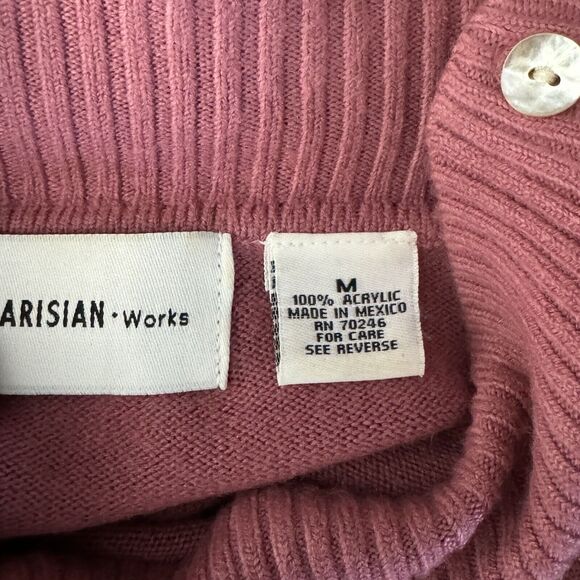 ARISIAN · Works
M
100% ACRYLIC
MADE IN MEXICO
RN 70246
FOR CARE
SEE REVERSE